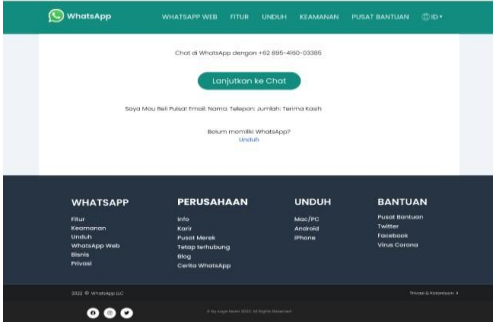 WhatsApp
WHATSAPP WEB FITUR UNDUH KEAMANAN PUSAT BANTUAN ID
Chat di WhatsApp dengan +62 895-4160-03386
Lanjutkan ke Chat
Saya Mau Beli Pulsa! Email: Nama: Telepon: Jumlah: Terima Kasih
Belum memiliki WhatsApp?
Unduh
WHATSAPP
Fitur
Keamanan
Unduh
WhatsApp Web
Bisnis
Privasi
PERUSAHAAN
Info
Karir
Pusat Merek
Tetap terhubung
Blog
Cerita WhatsApp
UNDUH
Mac/PC
Android
iPhone
BANTUAN
Pusat Bantuan
Twitter
Facebook
Virus Corona
2022 © WhatsApp LLC
Privasi & Ketentuan
All Rights Reserved